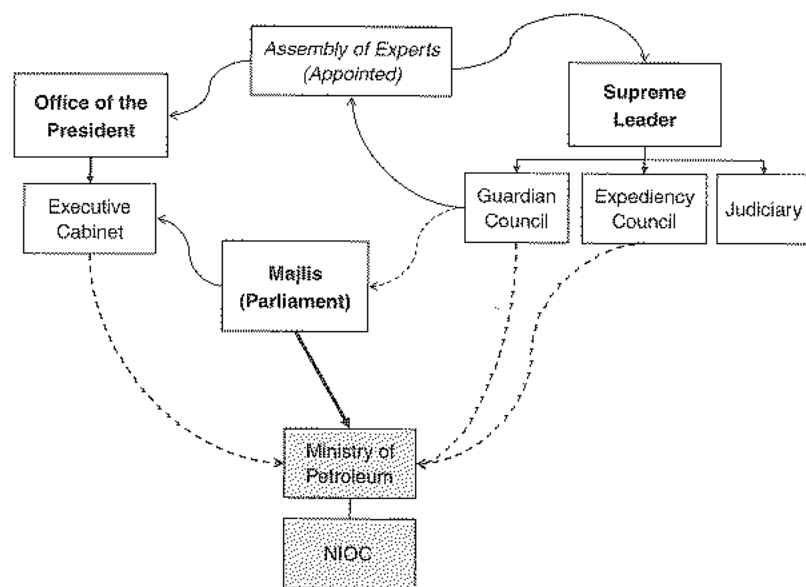 Assembly of Experts
(Appointed)
Office of the
President
Supreme
Leader
Executive
Cabinet
Guardian
Council
Expediency
Council
Judiciary
Majlis
(Parliament)
Ministry of
Petroleum
NIOC